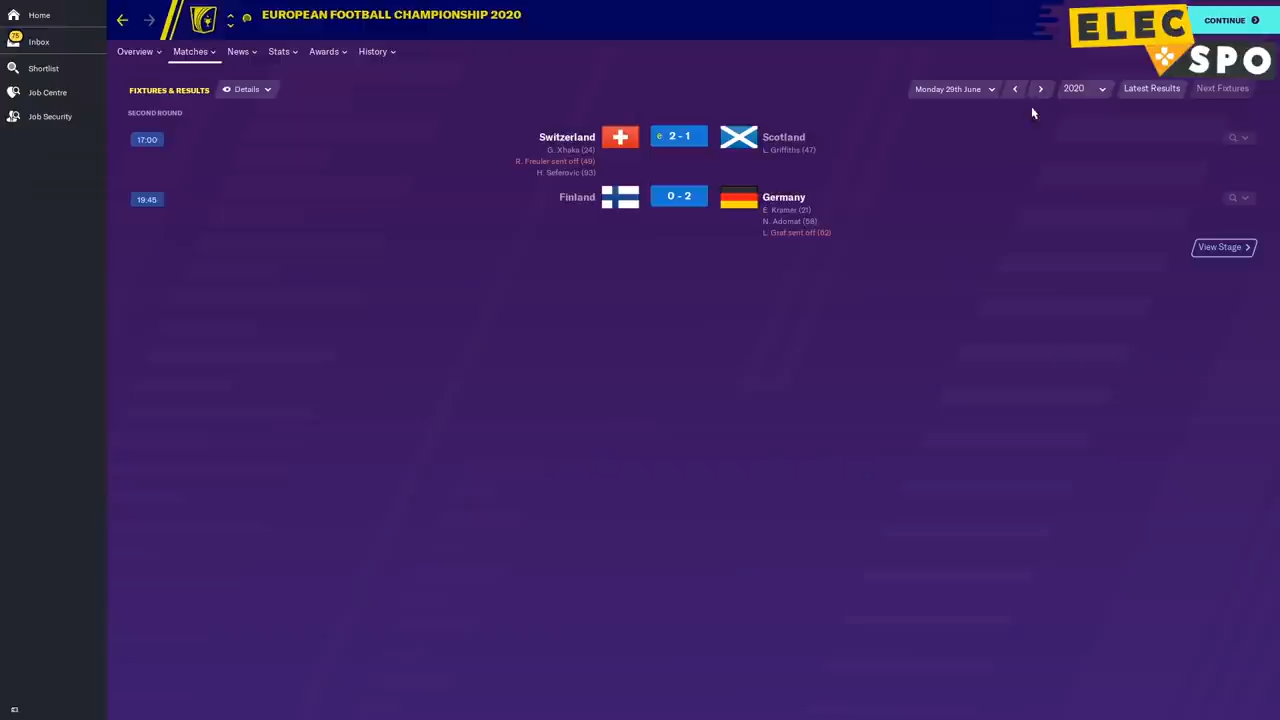 Home
EUROPEAN FOOTBALL CHAMPIONSHIP 2020
ELEC
SPO
CONTINUE
75
Inbox
Overview
Matches
News
Stats
Awards
History
Shortlist
Job Centre
Job Security
FIXTURES & RESULTS
Details
Monday 29th June
2020
Latest Results
Next Fixtures
SECOND ROUND
17:00
Switzerland
e 2 - 1
Scotland
G. Xhaka (24)
L. Griffiths (47)
R. Freuler sent off (49)
H. Seferovic (93)
19:45
Finland
0 - 2
Germany
E. Kramer (21)
N. Adomat (58)
L. Graf sent off (82)
View Stage